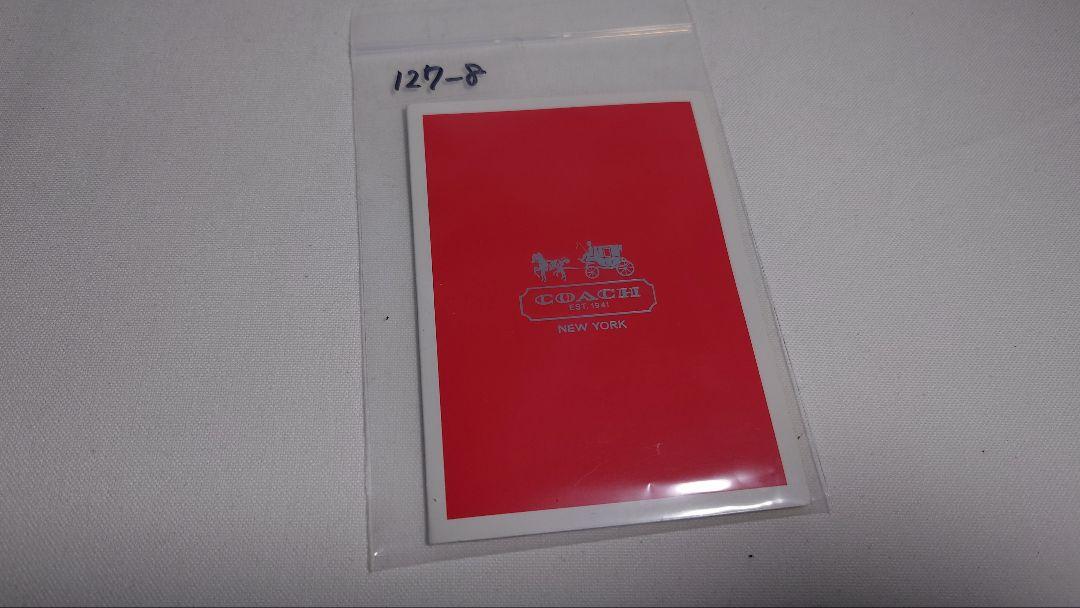 127-8
COACH
EST. 1941
NEW YORK